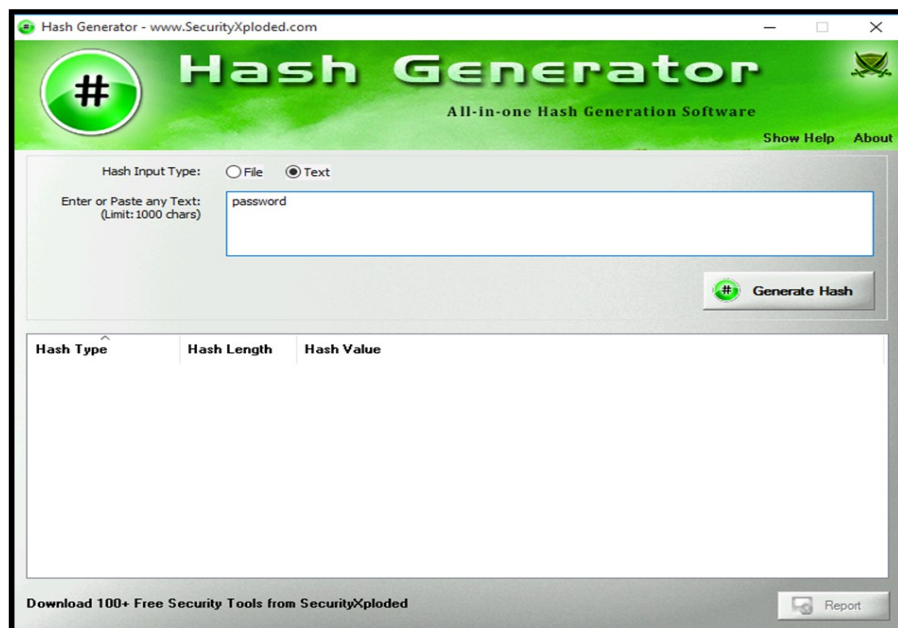 Hash Generator - www.SecurityXploded.com
#
Hash Generator
All-in-one Hash Generation Software
Show Help About
Hash Input Type: File Text
Enter or Paste any Text: password
(Limit:1000 chars)
# Generate Hash
Hash Type Hash Length Hash Value
Download 100+ Free Security Tools from SecurityXploded
Report